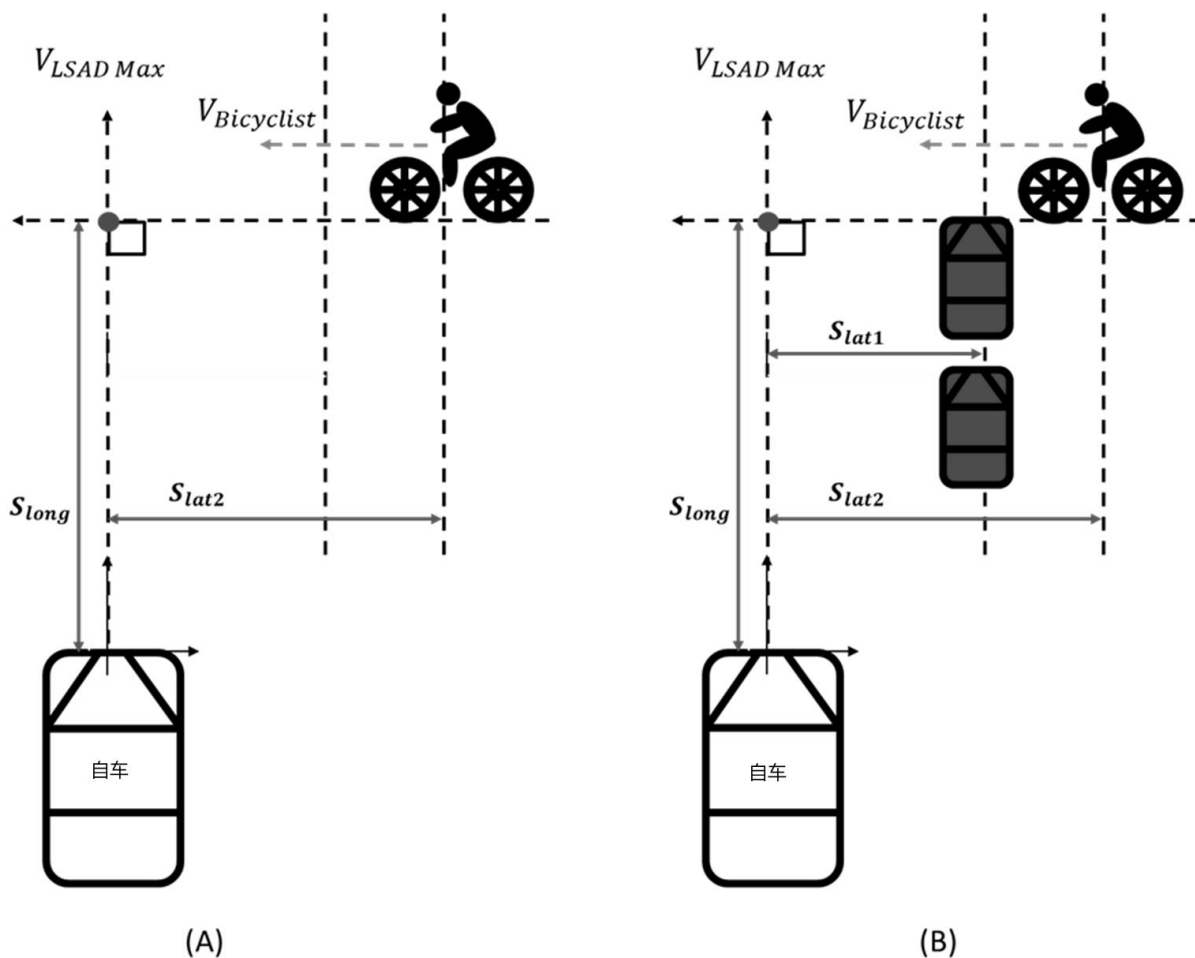 V_LSAD Max
V_Bicyclist
S_long
S_lat2
自车
(A)
V_LSAD Max
V_Bicyclist
S_lat1
S_long
S_lat2
自车
(B)